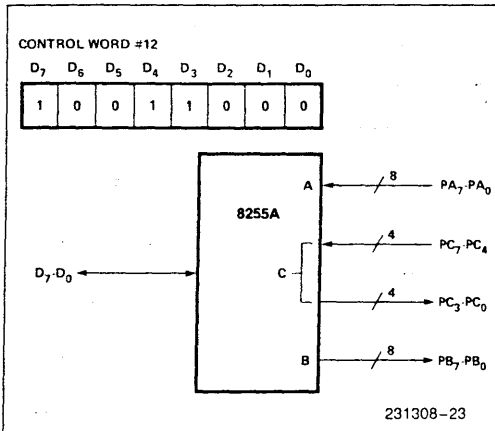 CONTROL WORD #12
D7 D6 D5 D4 D3 D2 D1 D0
1 0 0 1 1 0 0 0
A 8 PA7-PA0
8255A
4 PC7-PC4
D7-D0 C
4 PC3-PC0
B 8 PB7-PB0
231308-23